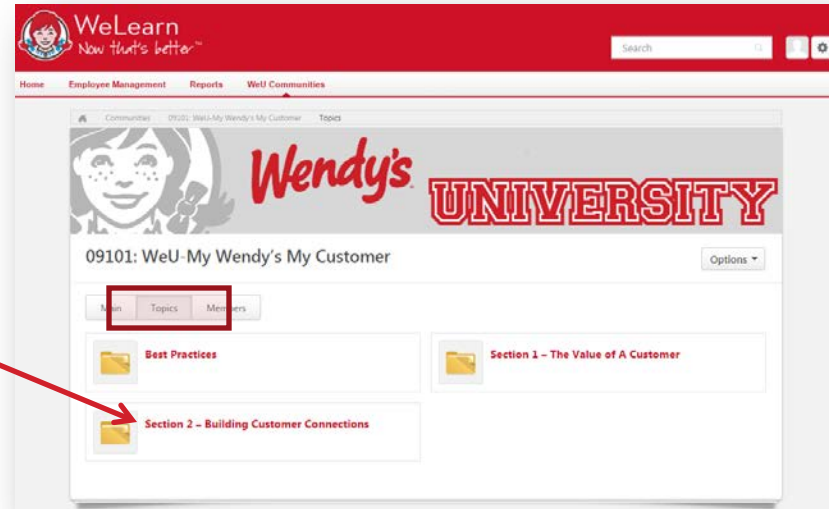 WeLearn
Now that's better™
Search
Home Employee Management Reports WeU Communities
Communities 09101: WeU-My Wendy's My Customer Topics
Wendy's UNIVERSITY
09101: WeU-My Wendy's My Customer
Options
Main Topics Members
Best Practices
Section 1 – The Value of A Customer
Section 2 – Building Customer Connections